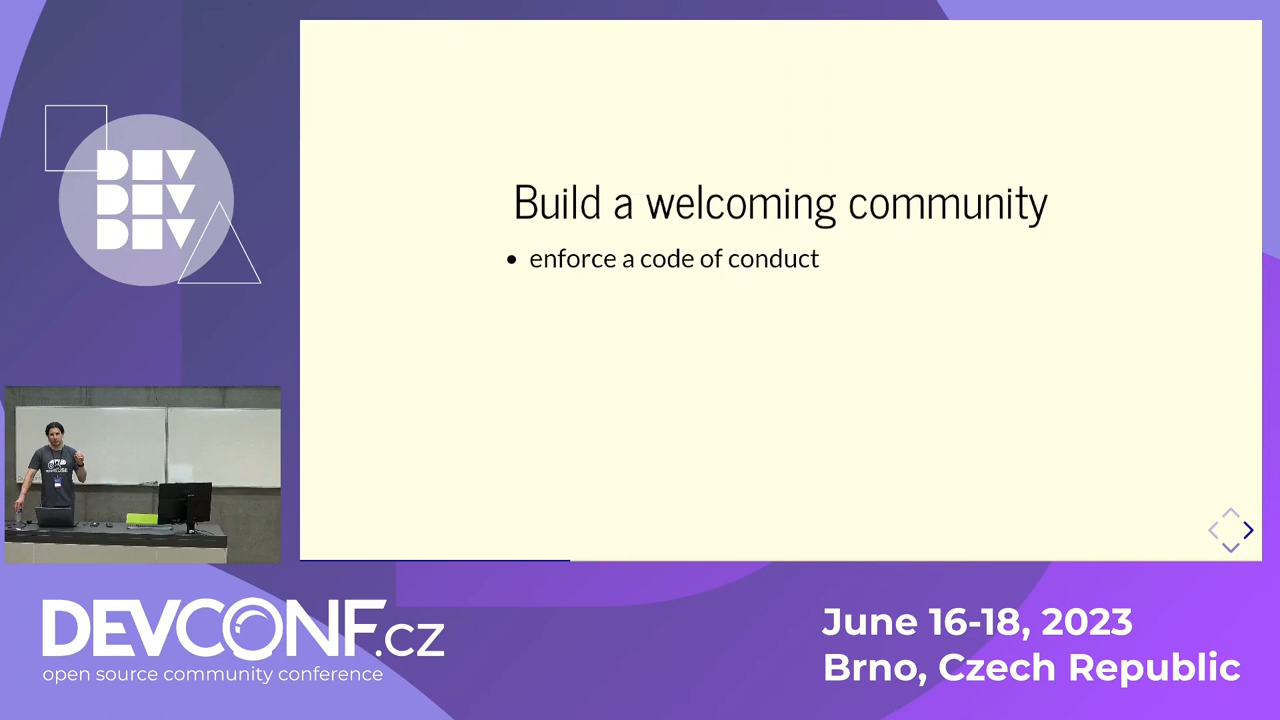 DEV
DEV
DEV
Build a welcoming community
• enforce a code of conduct
DEVCONF.cz
open source community conference
June 16-18, 2023
Brno, Czech Republic